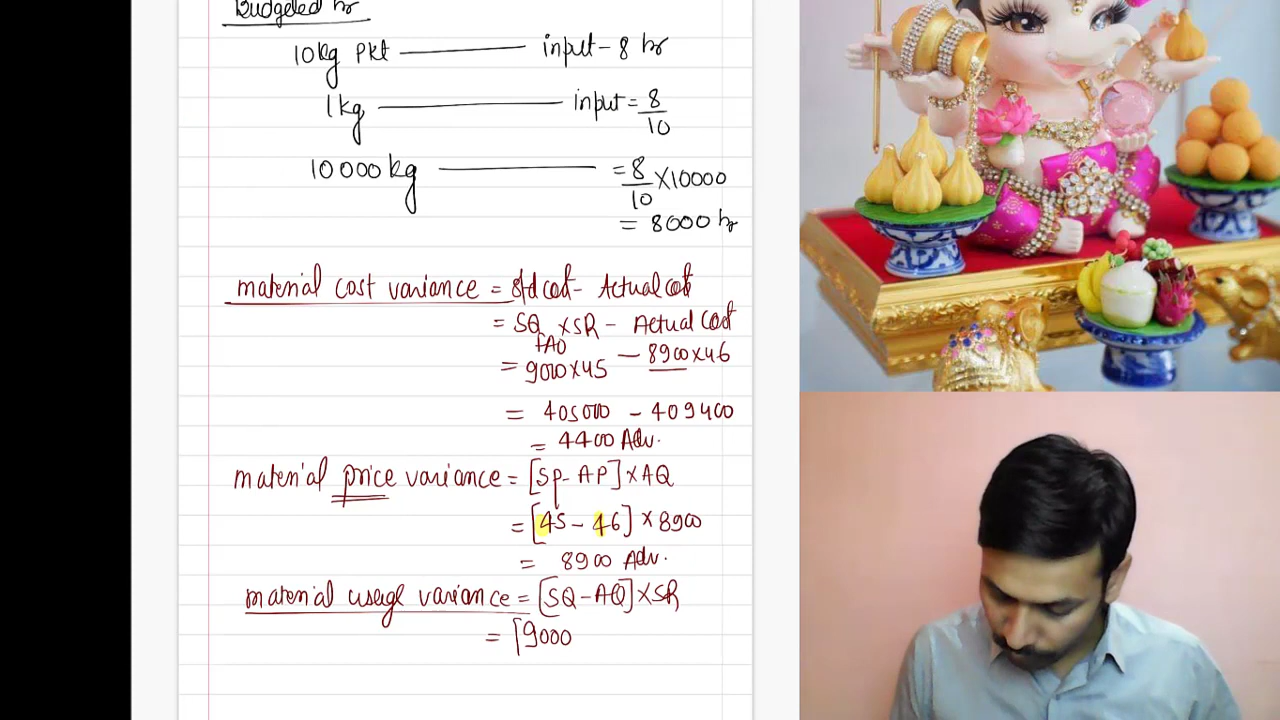 Budgeted hr
10kg Pkt — input - 8 hr
1kg — input = 8/10
10000 kg — = 8/10 X10000
= 8000 hr
material cost variance = Std cost - Actual cost
= SQ fAO XSR - Actual Cost
= 9000X45 - 8900X46
= 405000 - 409400
= 4400 Adv.
material price variance = [SP- AP] X AQ
= [45 - 46] X 8900
= 8900 Adv.
material usage variance = [SQ - AQ] X SR
= [9000